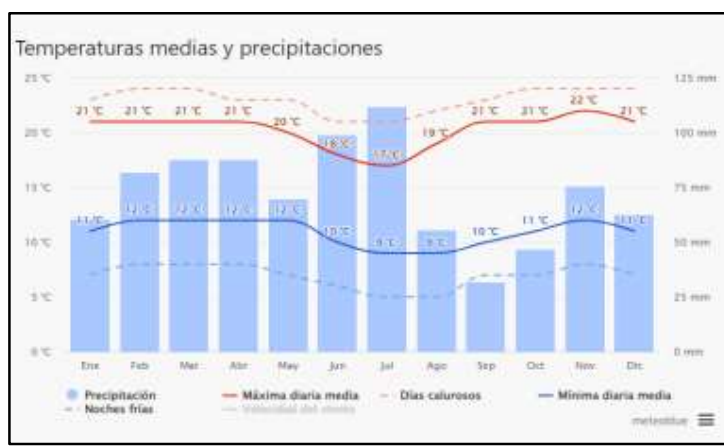 Temperaturas medias y precipitaciones
25 °C 125 mm
21 °C 21 °C 21 °C 21 °C 20 °C 18 °C 17 °C 19 °C 21 °C 21 °C 22 °C 21 °C
20 °C 100 mm
15 °C 75 mm
11 °C 12 °C 12 °C 12 °C 12 °C 10 °C 9 °C 9 °C 10 °C 11 °C 12 °C 11 °C
10 °C 50 mm
5 °C 25 mm
0 °C 0 mm
Ene Feb Mar Abr May Jun Jul Ago Sep Oct Nov Dic
Precipitación Máxima diaria media Días calurosos Mínima diaria media
Noches frías Velocidad del viento
meteoblue